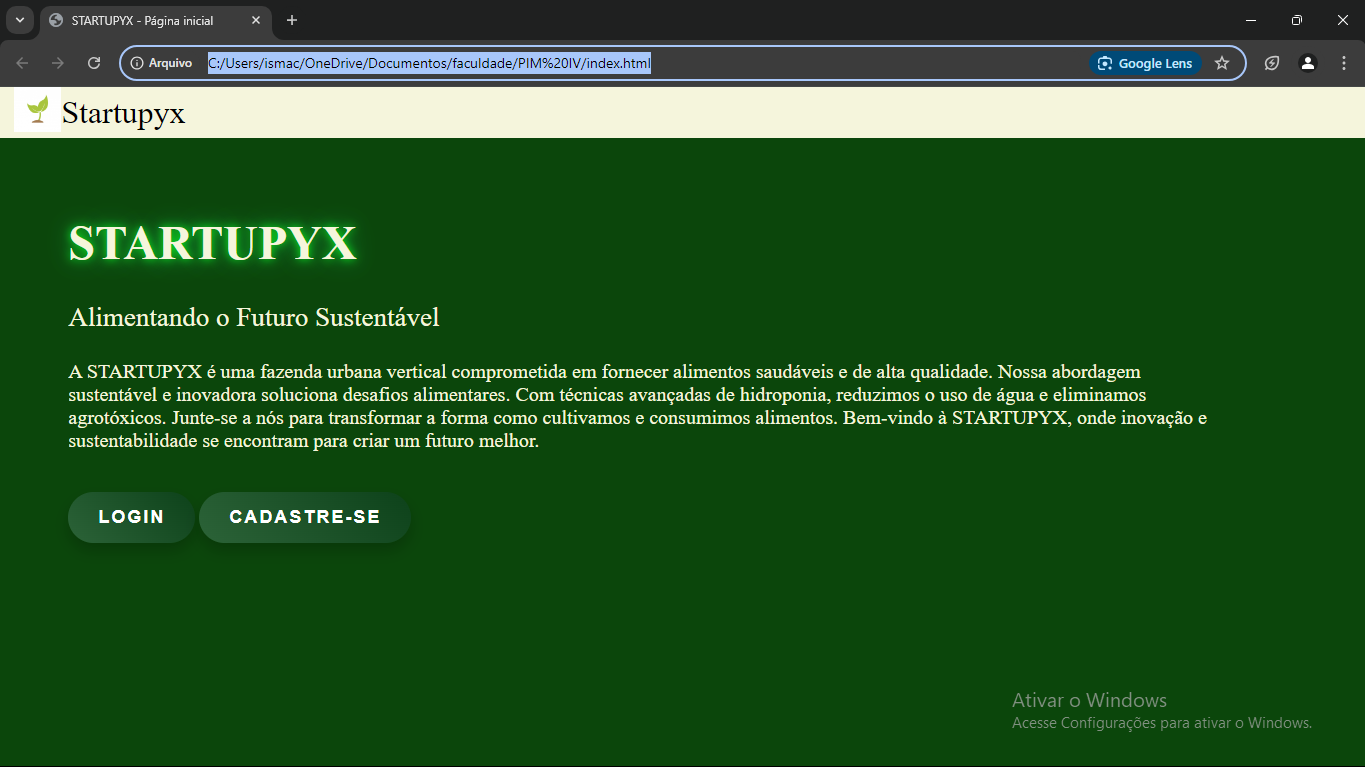 STARTUPYX - Página inicial
Arquivo C:/Users/ismac/OneDrive/Documentos/faculdade/PIM%20IV/index.html Google Lens
Startupyx
STARTUPYX
Alimentando o Futuro Sustentável
A STARTUPYX é uma fazenda urbana vertical comprometida em fornecer alimentos saudáveis e de alta qualidade. Nossa abordagem
sustentável e inovadora soluciona desafios alimentares. Com técnicas avançadas de hidroponia, reduzimos o uso de água e eliminamos
agrotóxicos. Junte-se a nós para transformar a forma como cultivamos e consumimos alimentos. Bem-vindo à STARTUPYX, onde inovação e
sustentabilidade se encontram para criar um futuro melhor.
LOGIN CADASTRE-SE
Ativar o Windows
Acesse Configurações para ativar o Windows.